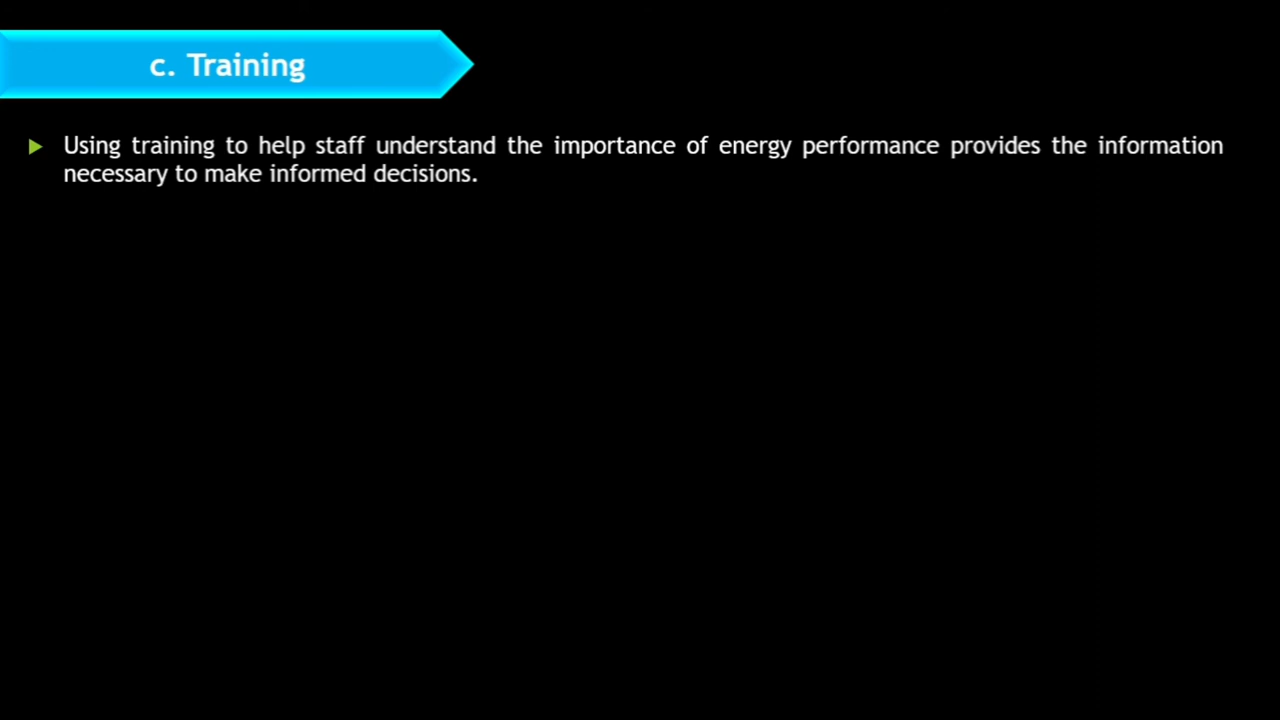 c. Training
Using training to help staff understand the importance of energy performance provides the information
necessary to make informed decisions.